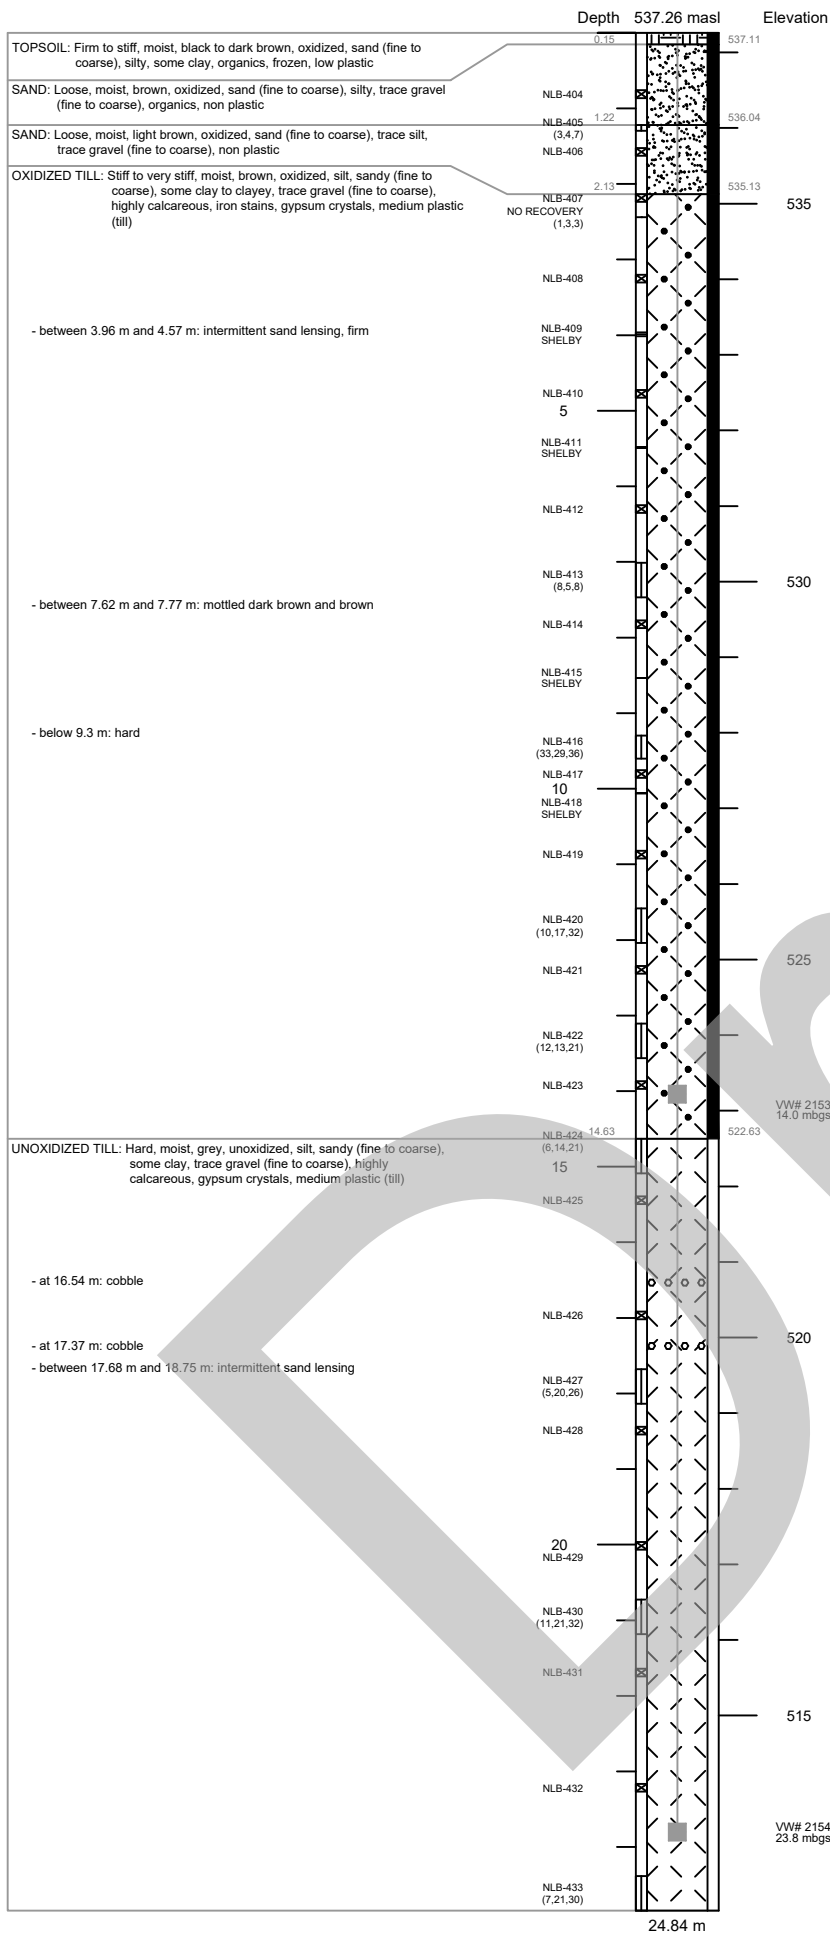 Depth 537.26 masl Elevation
0.15 537.11
TOPSOIL: Firm to stiff, moist, black to dark brown, oxidized, sand (fine to
coarse), silty, some clay, organics, frozen, low plastic
SAND: Loose, moist, brown, oxidized, sand (fine to coarse), silty, trace gravel
(fine to coarse), organics, non plastic
NLB-404
NLB-405 1.22 536.04
(3,4,7)
SAND: Loose, moist, light brown, oxidized, sand (fine to coarse), trace silt,
trace gravel (fine to coarse), non plastic
NLB-406
OXIDIZED TILL: Stiff to very stiff, moist, brown, oxidized, silt, sandy (fine to
coarse), some clay to clayey, trace gravel (fine to coarse),
highly calcareous, iron stains, gypsum crystals, medium plastic
(till)
2.13 535.13
NLB-407
NO RECOVERY
(1,3,3)
535
NLB-408
- between 3.96 m and 4.57 m: intermittent sand lensing, firm
NLB-409
SHELBY
NLB-410
5
NLB-411
SHELBY
NLB-412
NLB-413
(8,5,8)
530
- between 7.62 m and 7.77 m: mottled dark brown and brown
NLB-414
NLB-415
SHELBY
- below 9.3 m: hard
NLB-416
(33,29,36)
NLB-417
10
NLB-418
SHELBY
NLB-419
NLB-420
(10,17,32)
525
NLB-421
NLB-422
(12,13,21)
NLB-423
VW# 2153
14.0 mbgs
NLB-424 14.63 522.63
(6,14,21)
UNOXIDIZED TILL: Hard, moist, grey, unoxidized, silt, sandy (fine to coarse),
some clay, trace gravel (fine to coarse), highly
calcareous, gypsum crystals, medium plastic (till)
15
NLB-425
- at 16.54 m: cobble
NLB-426
520
- at 17.37 m: cobble
- between 17.68 m and 18.75 m: intermittent sand lensing
NLB-427
(5,20,26)
NLB-428
20
NLB-429
NLB-430
(11,21,32)
NLB-431
515
NLB-432
VW# 2154
23.8 mbgs
NLB-433
(7,21,30)
24.84 m